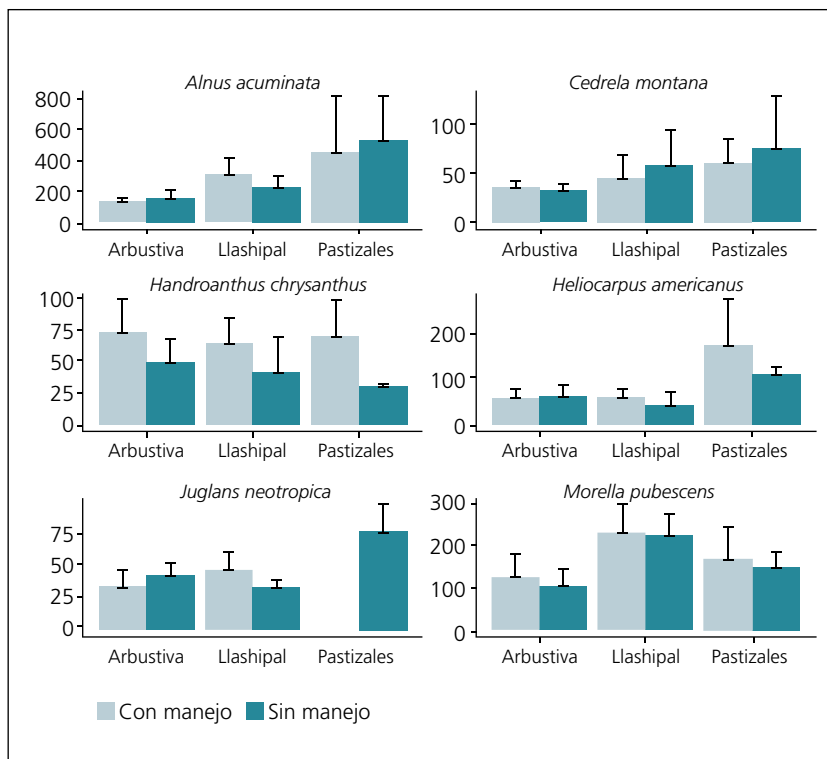 Alnus acuminata
800
600
400
200
0
Arbustiva Llashipal Pastizales
Cedrela montana
100
50
0
Arbustiva Llashipal Pastizales
Handroanthus chrysanthus
100
75
50
25
0
Arbustiva Llashipal Pastizales
Heliocarpus americanus
200
100
0
Arbustiva Llashipal Pastizales
Juglans neotropica
75
50
25
0
Arbustiva Llashipal Pastizales
Morella pubescens
300
200
100
0
Arbustiva Llashipal Pastizales
Con manejo Sin manejo